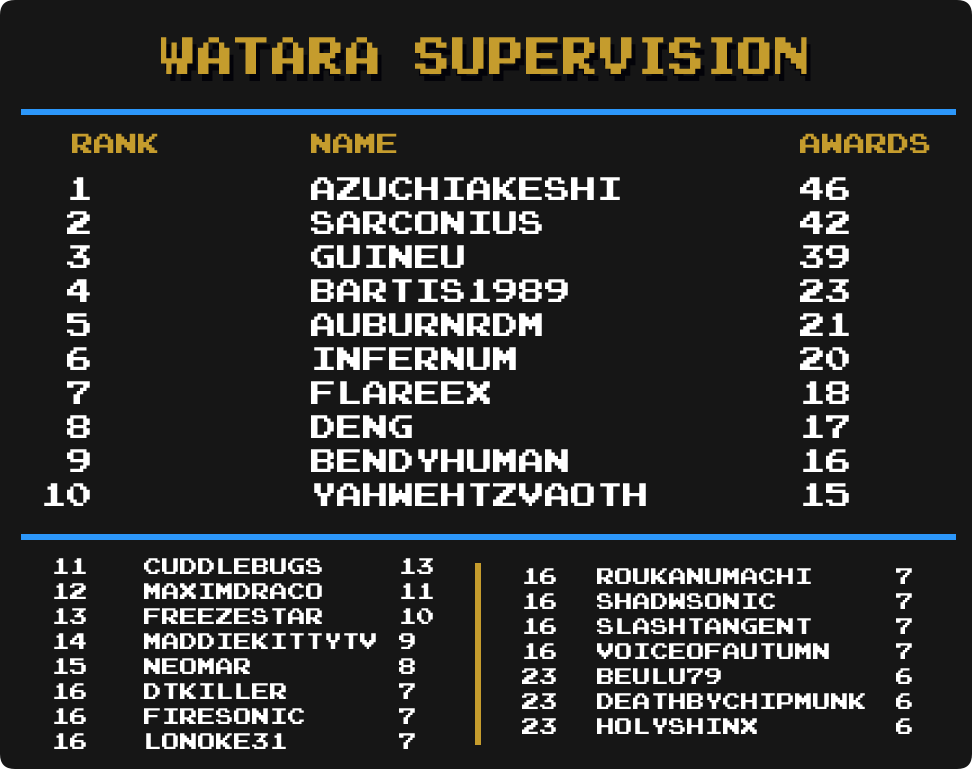 WATARA SUPERVISION
RANK NAME AWARDS
1 AZUCHIAKESHI 46
2 SARCONIUS 42
3 GUINEU 39
4 BARTIS1989 23
5 AUBURNRDM 21
6 INFERNUM 20
7 FLAREEX 18
8 DENG 17
9 BENDYHUMAN 16
10 YAHWEHTZVAOTH 15
11 CUDDLEBUGS 13
12 MAXIMDRACO 11
13 FREEZESTAR 10
14 MADDIEKITTYTV 9
15 NEOMAR 8
16 DTKILLER 7
16 FIRESONIC 7
16 LONOKE31 7
16 ROUKANUMACHI 7
16 SHADWSONIC 7
16 SLASHTANGENT 7
16 VOICEOFAUTUMN 7
23 BEULU79 6
23 DEATHBYCHIPMUNK 6
23 HOLYSHINX 6